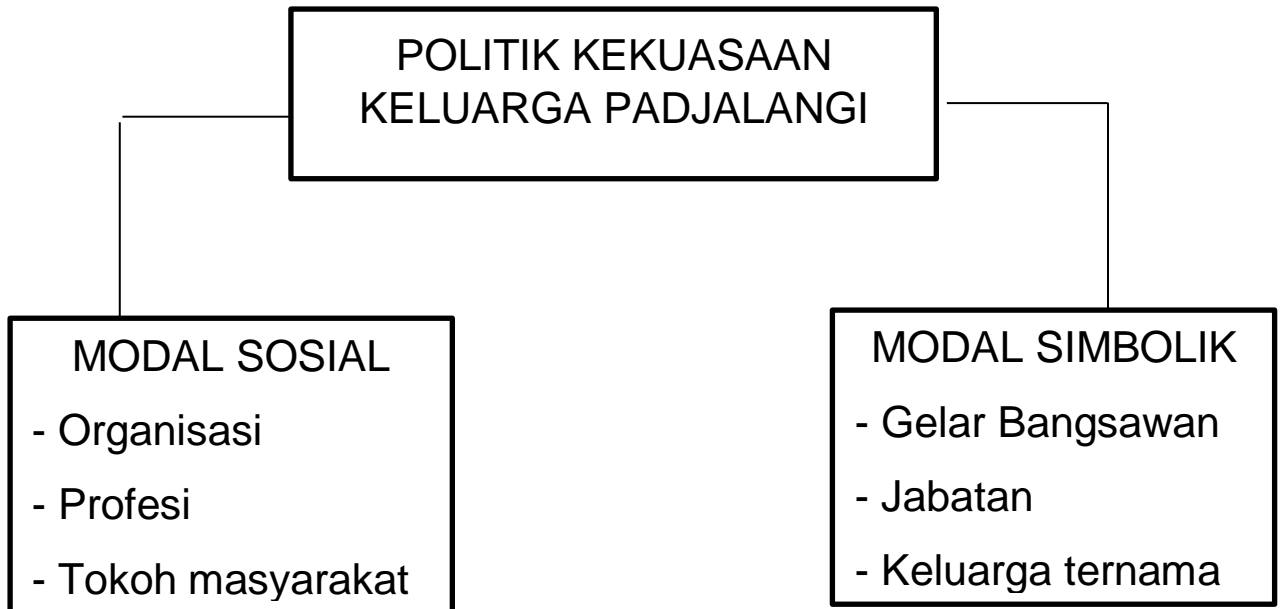 POLITIK KEKUASAAN
KELUARGA PADJALANGI
MODAL SOSIAL
- Organisasi
- Profesi
- Tokoh masyarakat
MODAL SIMBOLIK
- Gelar Bangsawan
- Jabatan
- Keluarga ternama